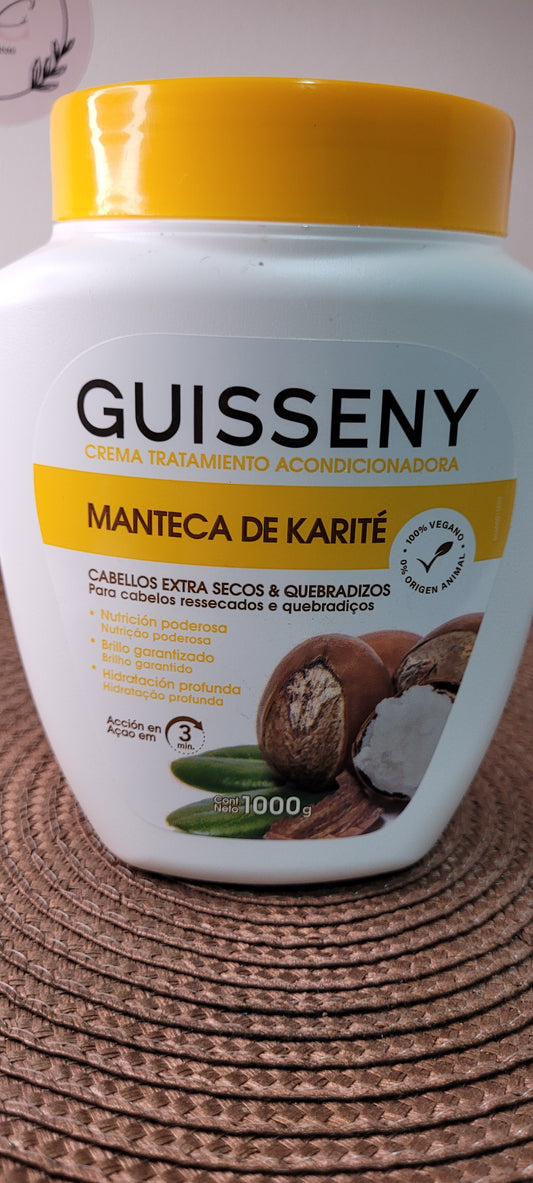 GUISSENY
CREMA TRATAMIENTO ACONDICIONADORA
MANTECA DE KARITÉ
100% VEGANO
0% ORIGEN ANIMAL
CABELLOS EXTRA SECOS & QUEBRADIZOS
Para cabelos ressecados e quebradiços
• Nutrición poderosa
Nutrição poderosa
• Brillo garantizado
Brilho garantido
• Hidratación profunda
Hidratação profunda
Acción en
Açao em
3
min.
Cont.
Neto
1000g